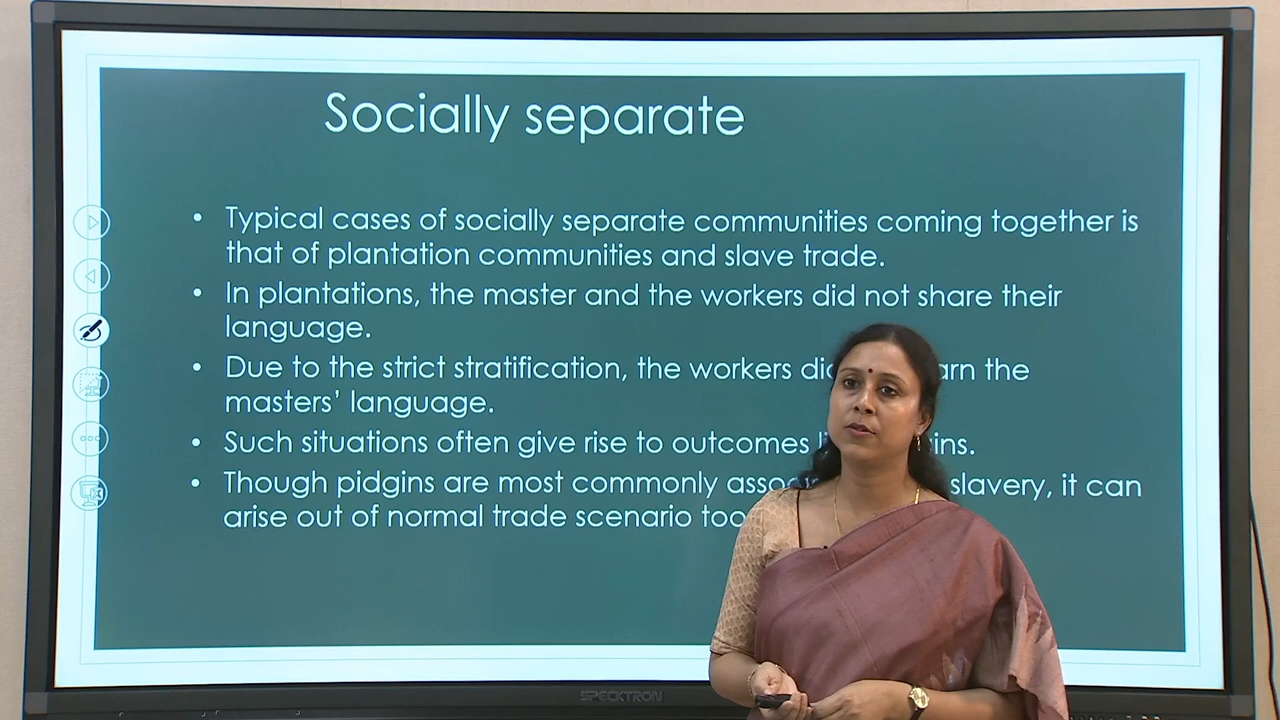 Socially separate
• Typical cases of socially separate communities coming together is
that of plantation communities and slave trade.
• In plantations, the master and the workers did not share their
language.
• Due to the strict stratification, the workers the
masters' language.
• Such situations often give rise to outcomes
• Though pidgins are most commonly slavery, it can
arise out of normal trade scenario too
SPECKTRON